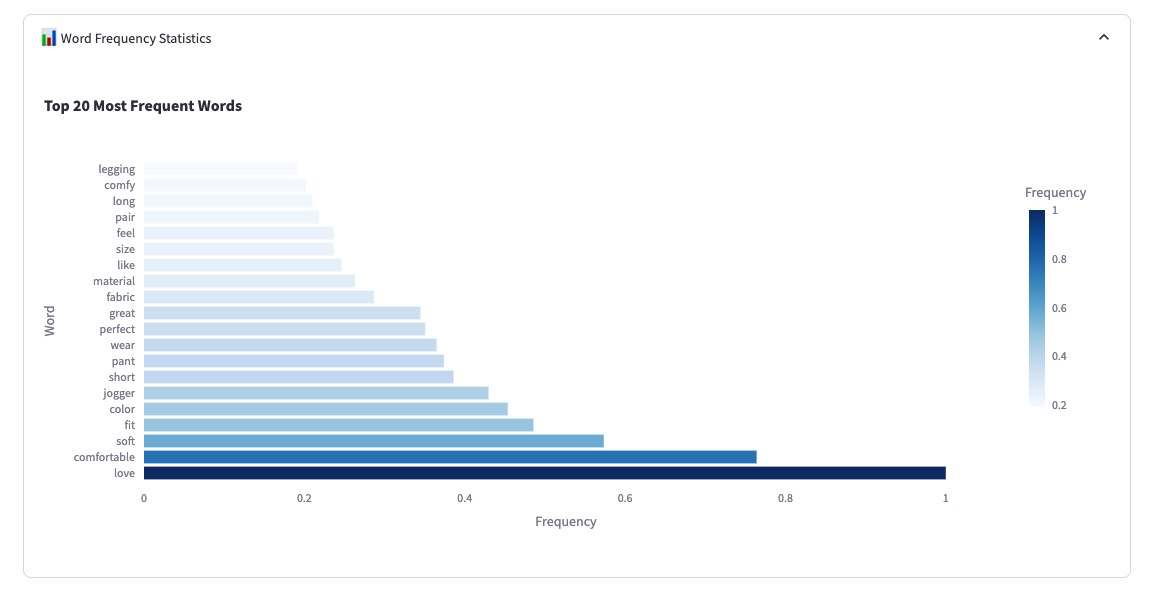 Word Frequency Statistics
Top 20 Most Frequent Words
legging
comfy
long
pair
feel
size
like
material
fabric
great
perfect
wear
pant
short
jogger
color
fit
soft
comfortable
love
Word
0 0.2 0.4 0.6 0.8 1
Frequency
Frequency
1
0.8
0.6
0.4
0.2